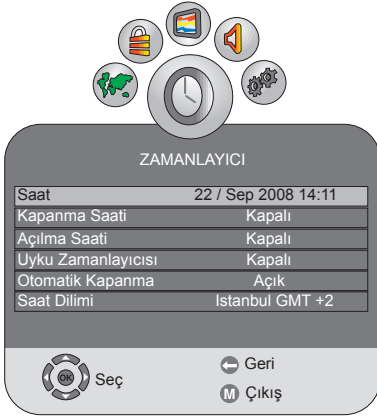 ZAMANLAYICI
Saat 22 / Sep 2008 14:11
Kapanma Saati Kapalı
Açılma Saati Kapalı
Uyku Zamanlayıcısı Kapalı
Otomatik Kapanma Açık
Saat Dilimi Istanbul GMT +2
OK Seç
Geri
M Çıkış